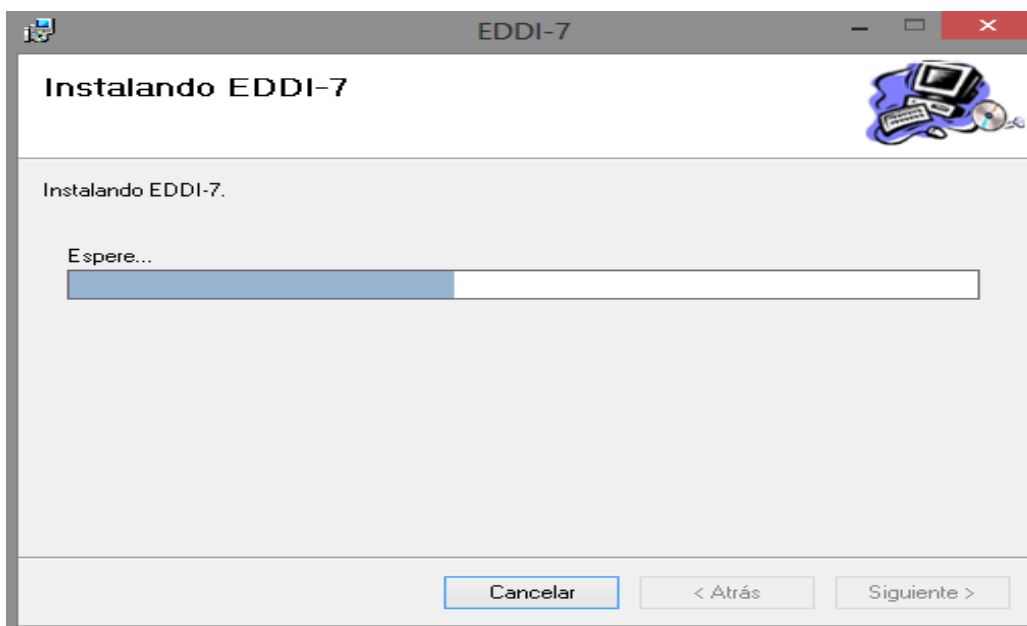 EDDI-7
Instalando EDDI-7
Instalando EDDI-7.
Espere...
Cancelar
< Atrás
Siguiente >